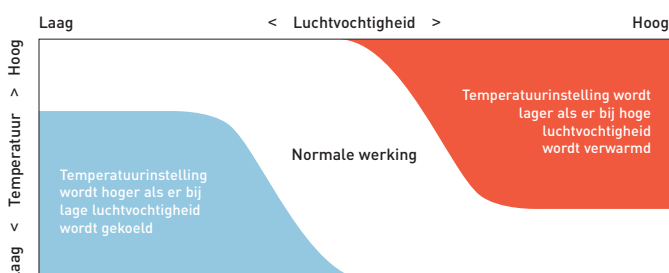 Laag < Luchtvochtigheid > Hoog
Laag < Temperatuur > Hoog
Temperatuurinstelling wordt
lager als er bij hoge
luchtvochtigheid
wordt verwarmd
Normale werking
Temperatuurinstelling
wordt hoger als er bij
lage luchtvochtigheid
wordt gekoeld